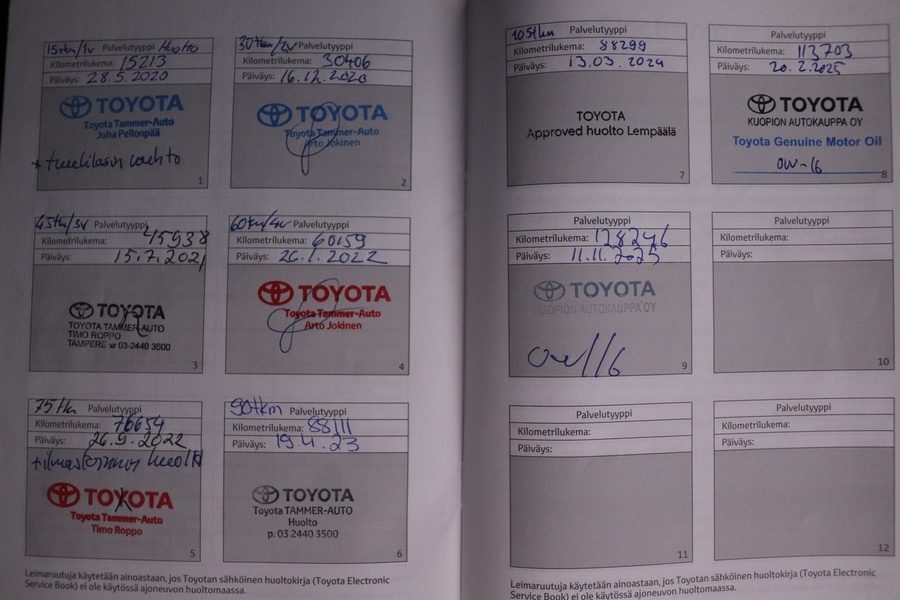 15tkm/1v Palvelutyyppi Huolto
Kilometrilukema: 15213
Päiväys: 28.5.2020
TOYOTA
Toyota Tammer-Auto
Juha Pellonpää
+ tuulilasin vaihto
1
30tkm/2v Palvelutyyppi
Kilometrilukema: 30406
Päiväys: 16.12.2020
TOYOTA
Toyota Tammer-Auto
Arto Jokinen
2
45tkm/3v Palvelutyyppi
Kilometrilukema: 45938
Päiväys: 15.7.2021
TOYOTA
TOYOTA TAMMER-AUTO
TIMO ROPPO
TAMPERE ☎ 03-2440 3500
3
60tkm/4v Palvelutyyppi
Kilometrilukema: 60159
Päiväys: 26.1.2022
TOYOTA
Toyota Tammer-Auto
Arto Jokinen
4
75tkm Palvelutyyppi
Kilometrilukema: 76654
Päiväys: 26.9.2022
+ilmastoinnin huolto
TOYOTA
Toyota Tammer-Auto
Timo Roppo
5
90tkm Palvelutyyppi
Kilometrilukema: 88111
Päiväys: 19.4.23
TOYOTA
Toyota TAMMER-AUTO
Huolto
p. 03 2440 3500
6
Leimaruutuja käytetään ainoastaan, jos Toyotan sähköinen huoltokirja (Toyota Electronic
Service Book) ei ole käytössä ajoneuvon huoltomaassa.
105tkm Palvelutyyppi
Kilometrilukema: 88299
Päiväys: 13.03.2024
TOYOTA
Approved huolto Lempäälä
7
Palvelutyyppi
Kilometrilukema: 113703
Päiväys: 20.2.2025
TOYOTA
KUOPION AUTOKAUPPA OY
Toyota Genuine Motor Oil
0W-16
8
Palvelutyyppi
Kilometrilukema: 128246
Päiväys: 11.11.2025
TOYOTA
KUOPION AUTOKAUPPA OY
0W16
9
Palvelutyyppi
Kilometrilukema:
Päiväys:
10
Palvelutyyppi
Kilometrilukema:
Päiväys:
11
Palvelutyyppi
Kilometrilukema:
Päiväys:
12
Leimaruutuja käytetään ainoastaan, jos Toyotan sähköinen huoltokirja (Toyota Electronic
Service Book) ei ole käytössä ajoneuvon huoltomaassa.